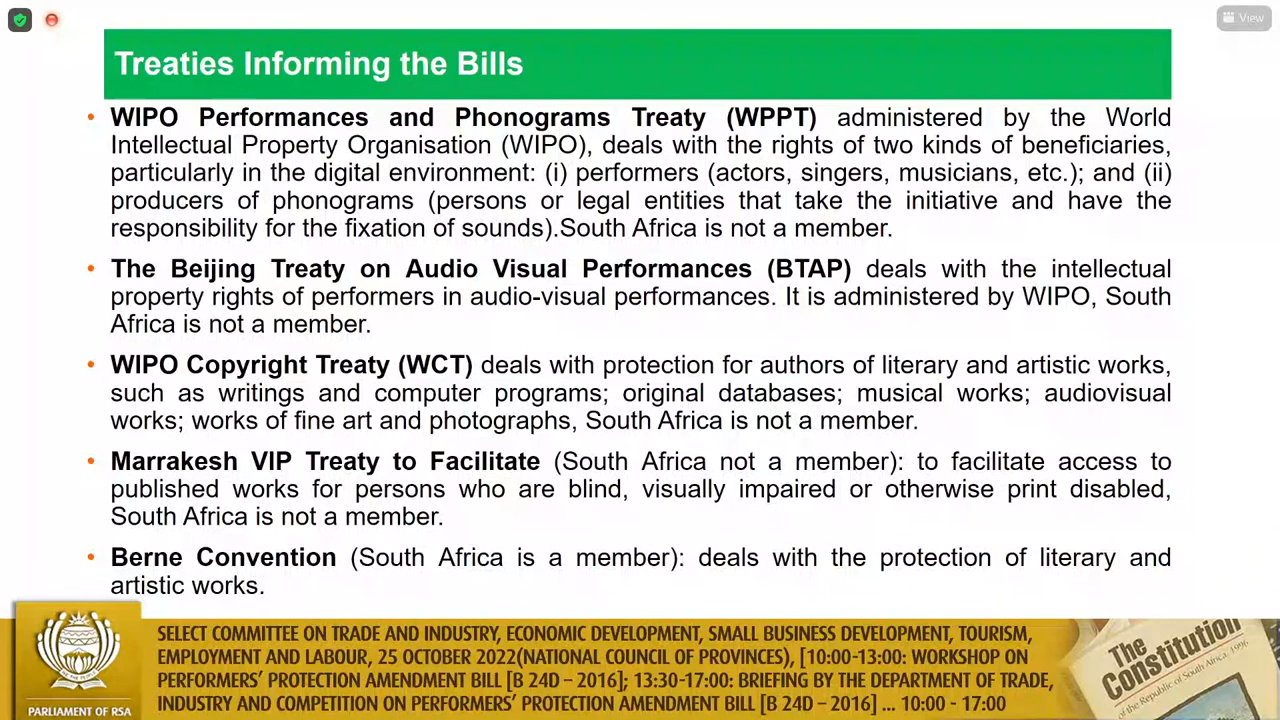 View
Treaties Informing the Bills
• WIPO Performances and Phonograms Treaty (WPPT) administered by the World
Intellectual Property Organisation (WIPO), deals with the rights of two kinds of beneficiaries,
particularly in the digital environment: (i) performers (actors, singers, musicians, etc.); and (ii)
producers of phonograms (persons or legal entities that take the initiative and have the
responsibility for the fixation of sounds).South Africa is not a member.
• The Beijing Treaty on Audio Visual Performances (BTAP) deals with the intellectual
property rights of performers in audio-visual performances. It is administered by WIPO, South
Africa is not a member.
• WIPO Copyright Treaty (WCT) deals with protection for authors of literary and artistic works,
such as writings and computer programs; original databases; musical works; audiovisual
works; works of fine art and photographs, South Africa is not a member.
• Marrakesh VIP Treaty to Facilitate (South Africa not a member): to facilitate access to
published works for persons who are blind, visually impaired or otherwise print disabled,
South Africa is not a member.
• Berne Convention (South Africa is a member): deals with the protection of literary and
artistic works.
SELECT COMMITTEE ON TRADE AND INDUSTRY, ECONOMIC DEVELOPMENT, SMALL BUSINESS DEVELOPMENT, TOURISM,
EMPLOYMENT AND LABOUR, 25 OCTOBER 2022(NATIONAL COUNCIL OF PROVINCES), [10:00-13:00: WORKSHOP ON
PERFORMERS' PROTECTION AMENDMENT BILL [B 24D – 2016]; 13:30-17:00: BRIEFING BY THE DEPARTMENT OF TRADE,
INDUSTRY AND COMPETITION ON PERFORMERS' PROTECTION AMENDMENT BILL [B 24D – 2016] ... 10:00 - 17:00
PARLIAMENT OF RSA
The
Constitution
of the Republic of South Africa, 1996